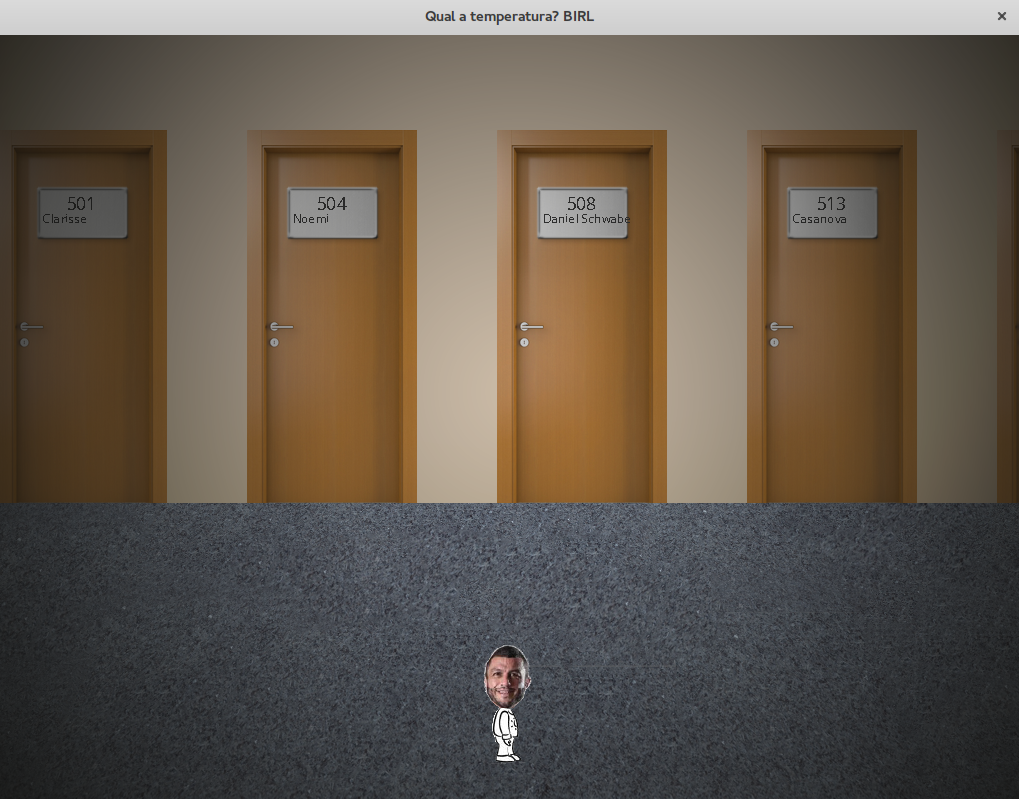 Qual a temperatura? BIRL
501
Clarisse
504
Noemi
508
Daniel Schwabe
513
Casanova